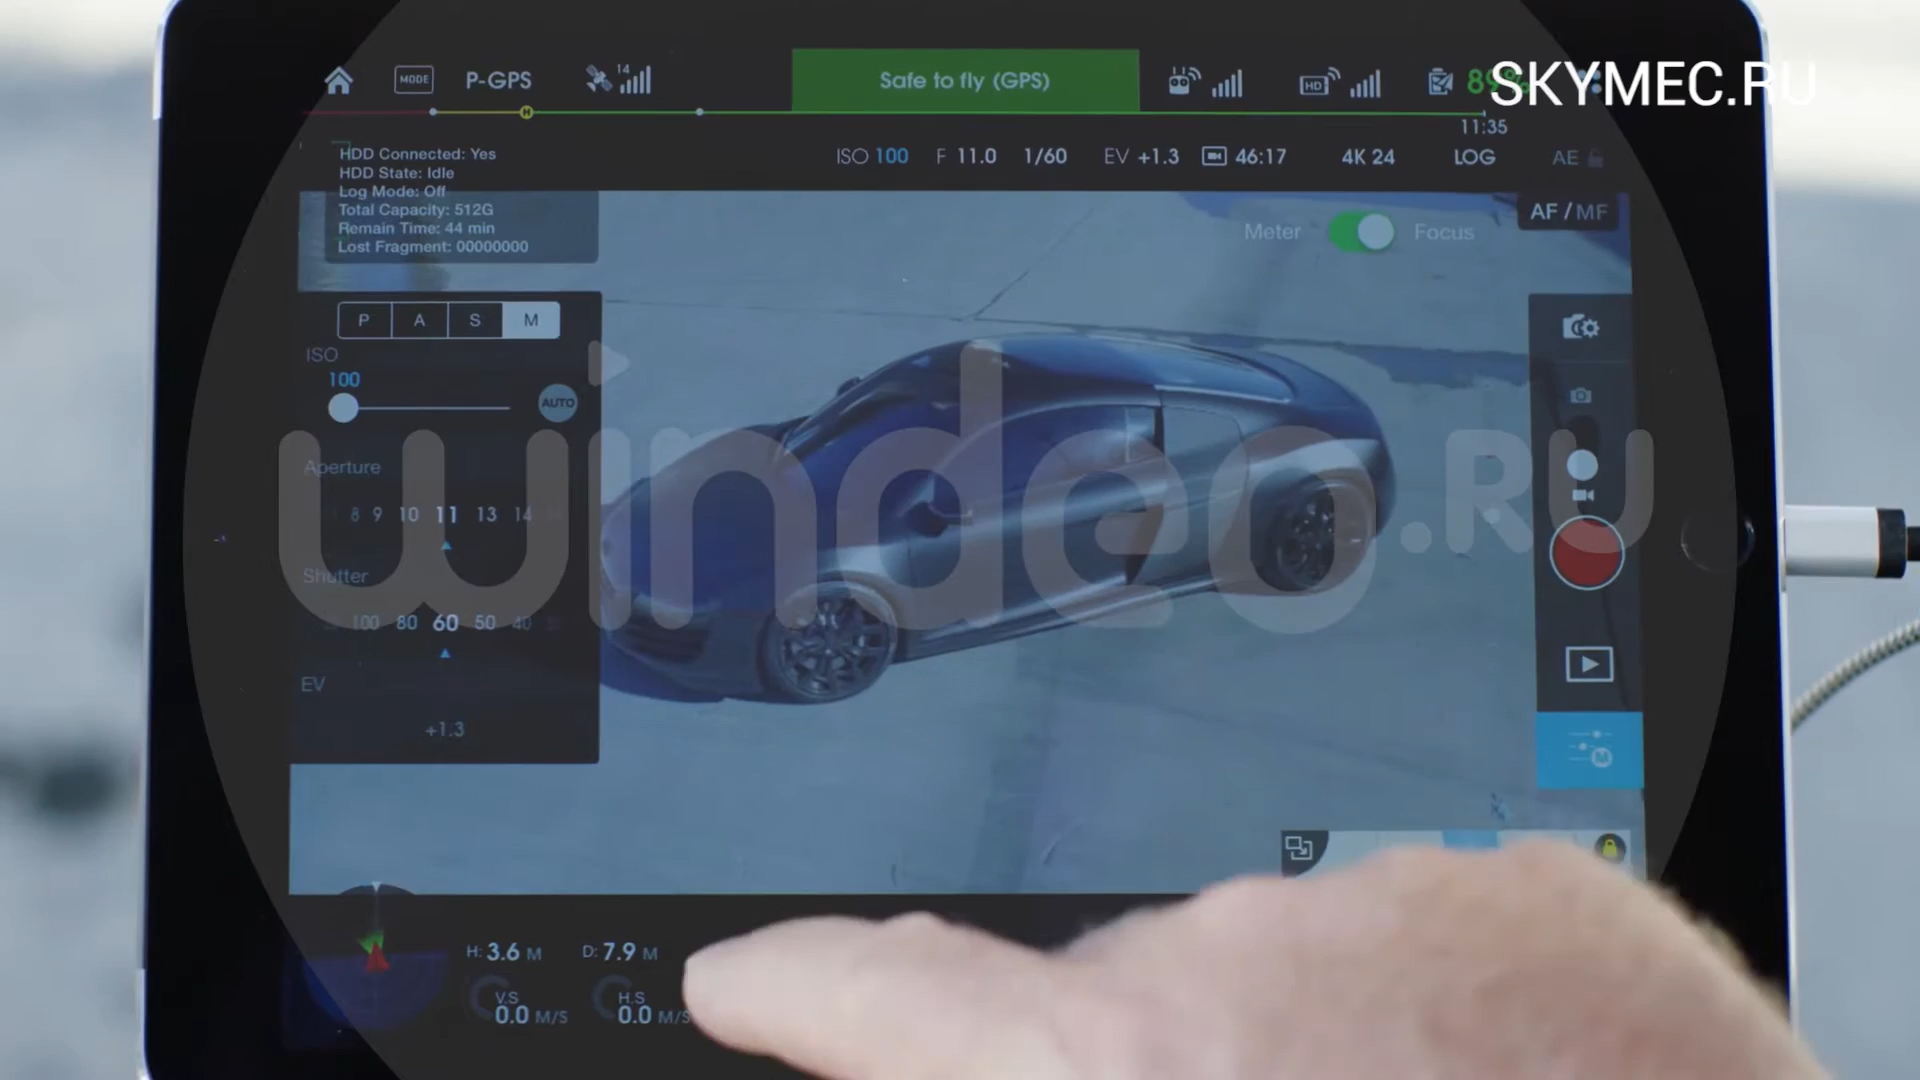 SKYMEC.RU
MODE P-GPS 14 Safe to fly (GPS) HD
11:35
ISO 100 F 11.0 1/60 EV +1.3 46:17 4K 24 LOG AE
HDD Connected: Yes
HDD State: Idle
Log Mode: Off
Total Capacity: 512G
Remain Time: 44 min
Lost Fragment: 00000000
Meter Focus
AF / MF
P A S M
ISO
100
AUTO
Aperture
8 9 10 11 13 14
Shutter
100 80 60 50 40
EV
+1.3
windeo.RU
M
H: 3.6 M D: 7.9 M
V.S H.S
0.0 M/S 0.0 M/S